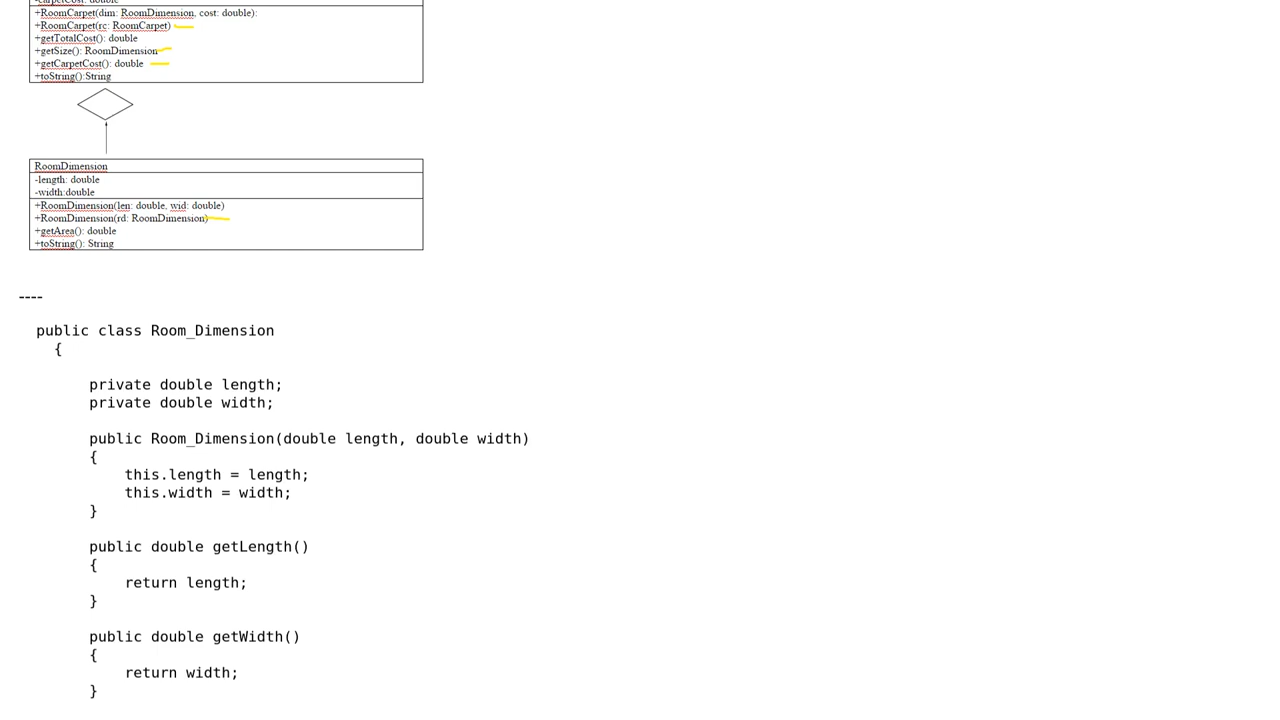 -carpetCost: double
+RoomCarpet(dim: RoomDimension, cost: double):
+RoomCarpet(rc: RoomCarpet)
+getTotalCost(): double
+getSize(): RoomDimension
+getCarpetCost(): double
+toString():String
RoomDimension
-length: double
-width:double
+RoomDimension(len: double, wid: double)
+RoomDimension(rd: RoomDimension)
+getArea(): double
+toString(): String
----
public class Room_Dimension
{
private double length;
private double width;
public Room_Dimension(double length, double width)
{
this.length = length;
this.width = width;
}
public double getLength()
{
return length;
}
public double getWidth()
{
return width;
}